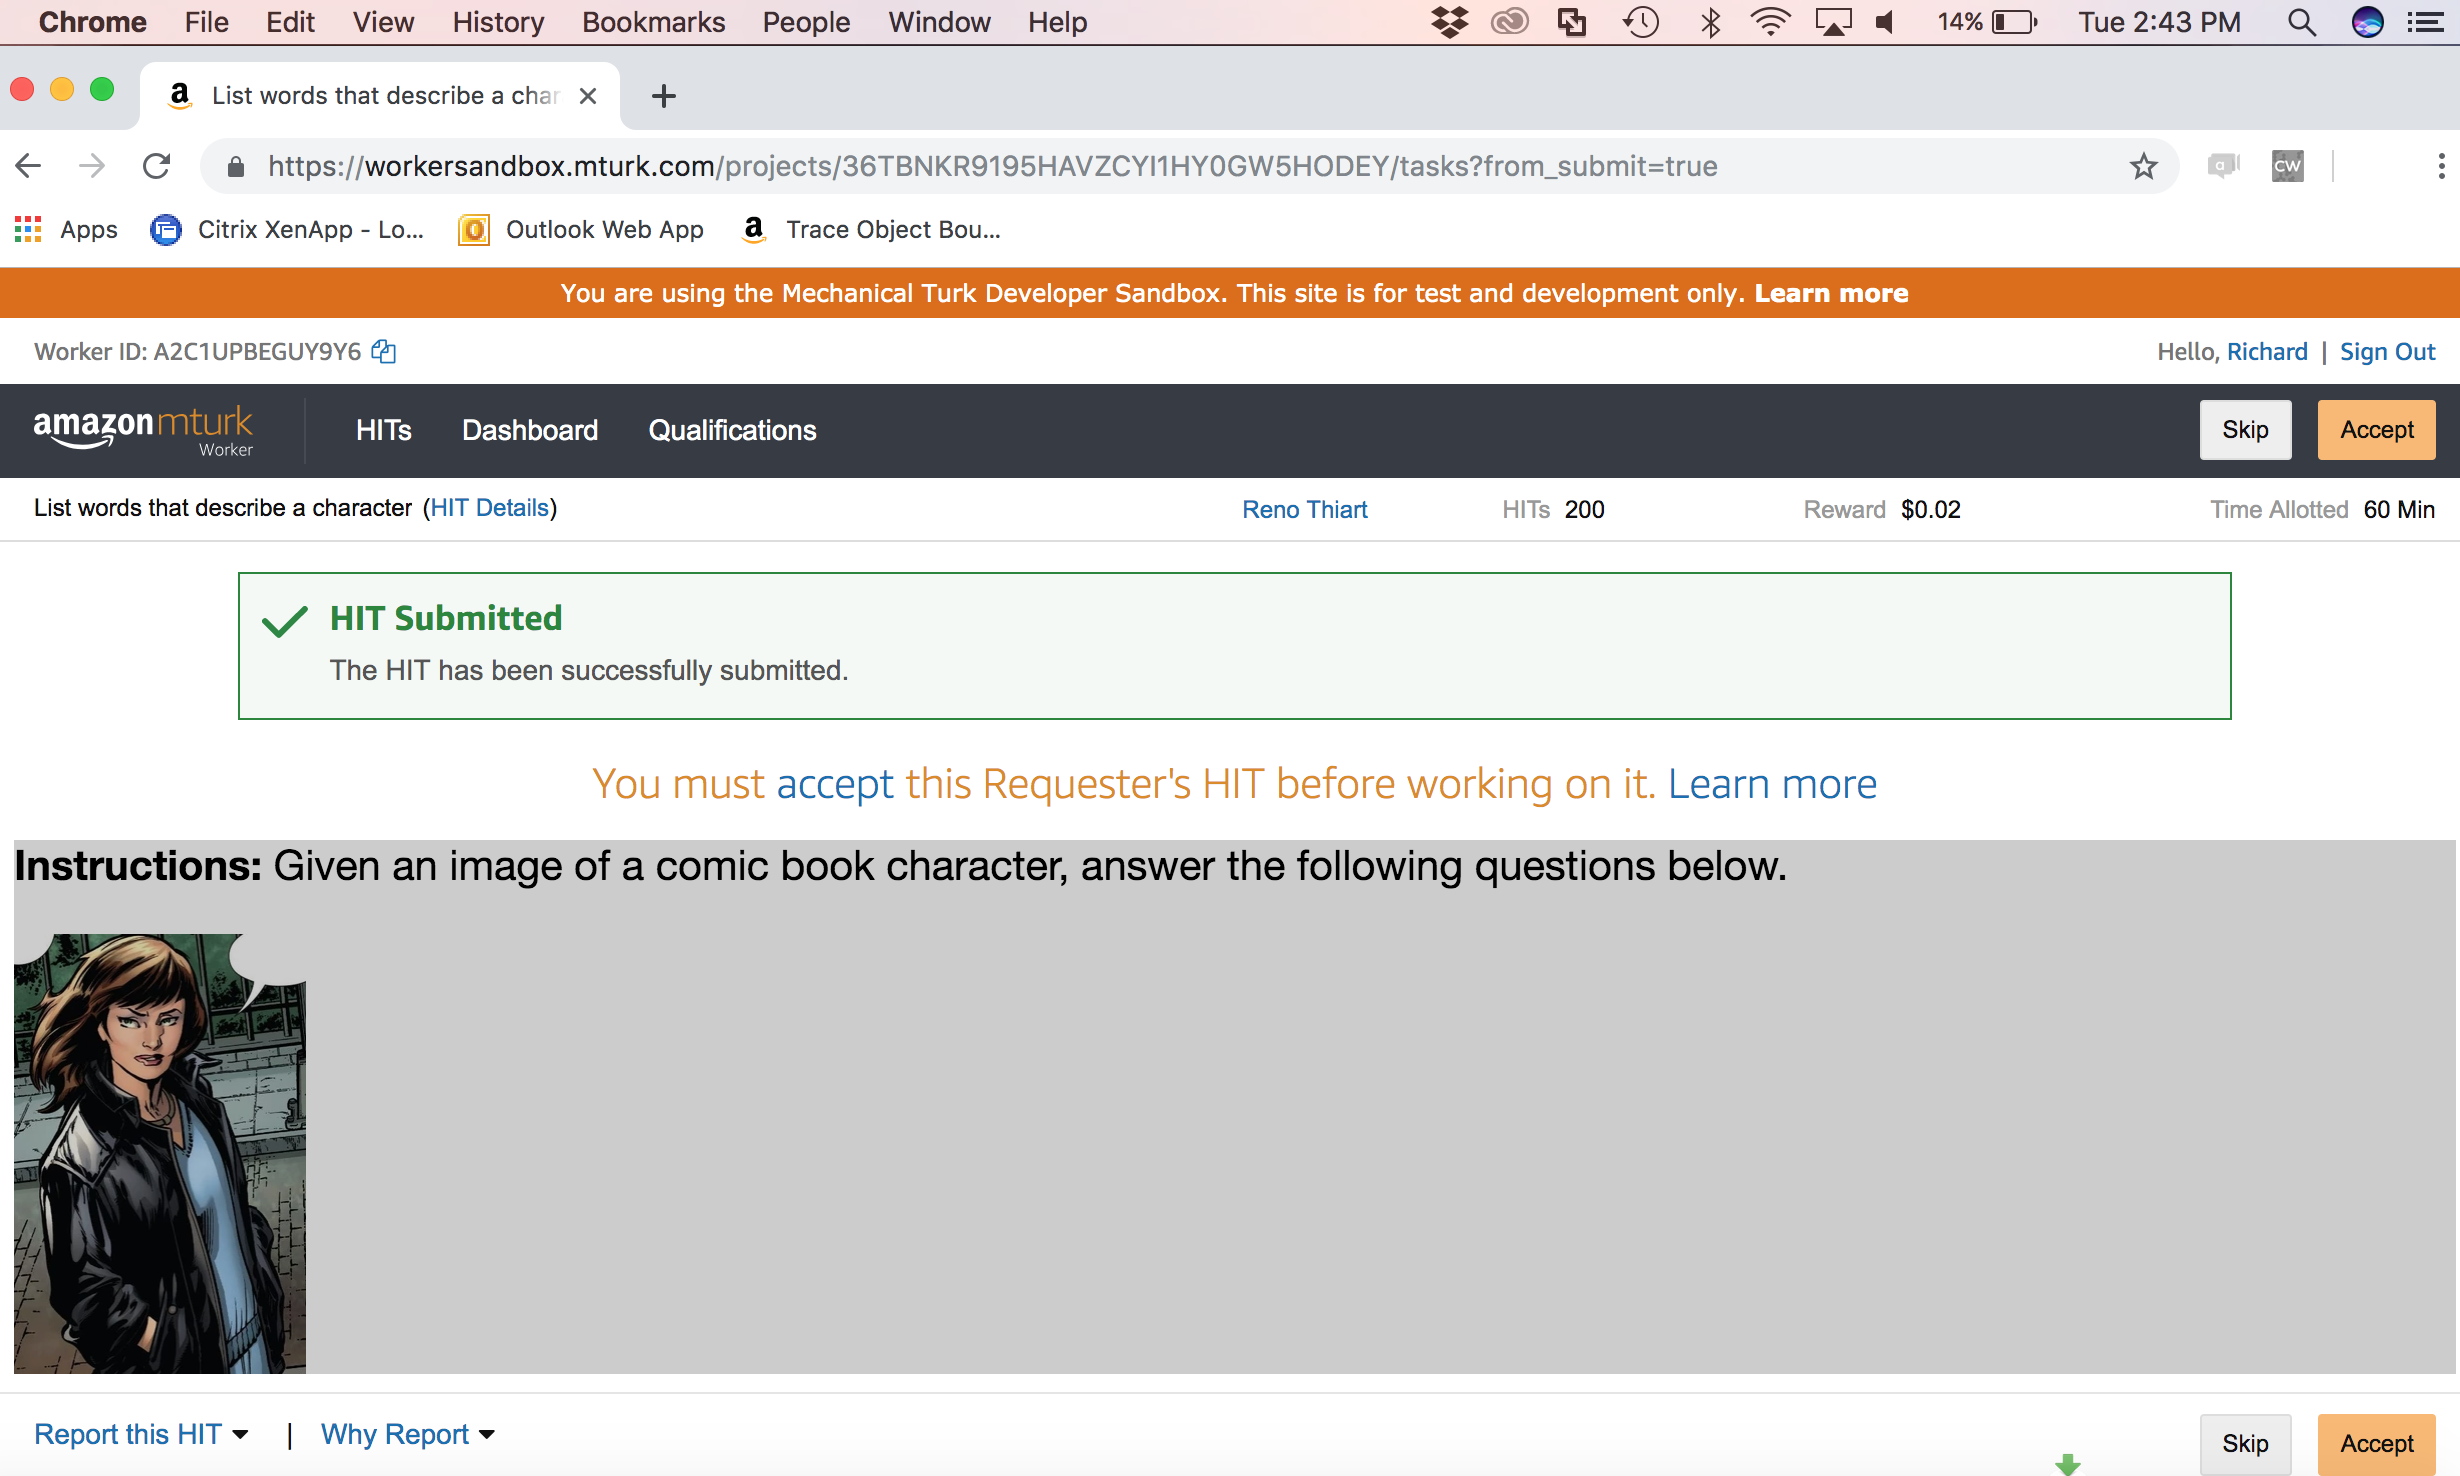 Chrome File Edit View History Bookmarks People Window Help 14% Tue 2:43 PM
List words that describe a char
https://workersandbox.mturk.com/projects/36TBNKR9195HAVZCYI1HY0GW5HODEY/tasks?from_submit=true
CW
Apps Citrix XenApp - Lo... Outlook Web App Trace Object Bou...
You are using the Mechanical Turk Developer Sandbox. This site is for test and development only. Learn more
Worker ID: A2C1UPBEGUY9Y6 Hello, Richard | Sign Out
amazon mturk HITs Dashboard Qualifications Skip Accept
Worker
List words that describe a character (HIT Details) Reno Thiart HITs 200 Reward $0.02 Time Allotted 60 Min
HIT Submitted
The HIT has been successfully submitted.
You must accept this Requester's HIT before working on it. Learn more
Instructions: Given an image of a comic book character, answer the following questions below.
Report this HIT | Why Report Skip Accept